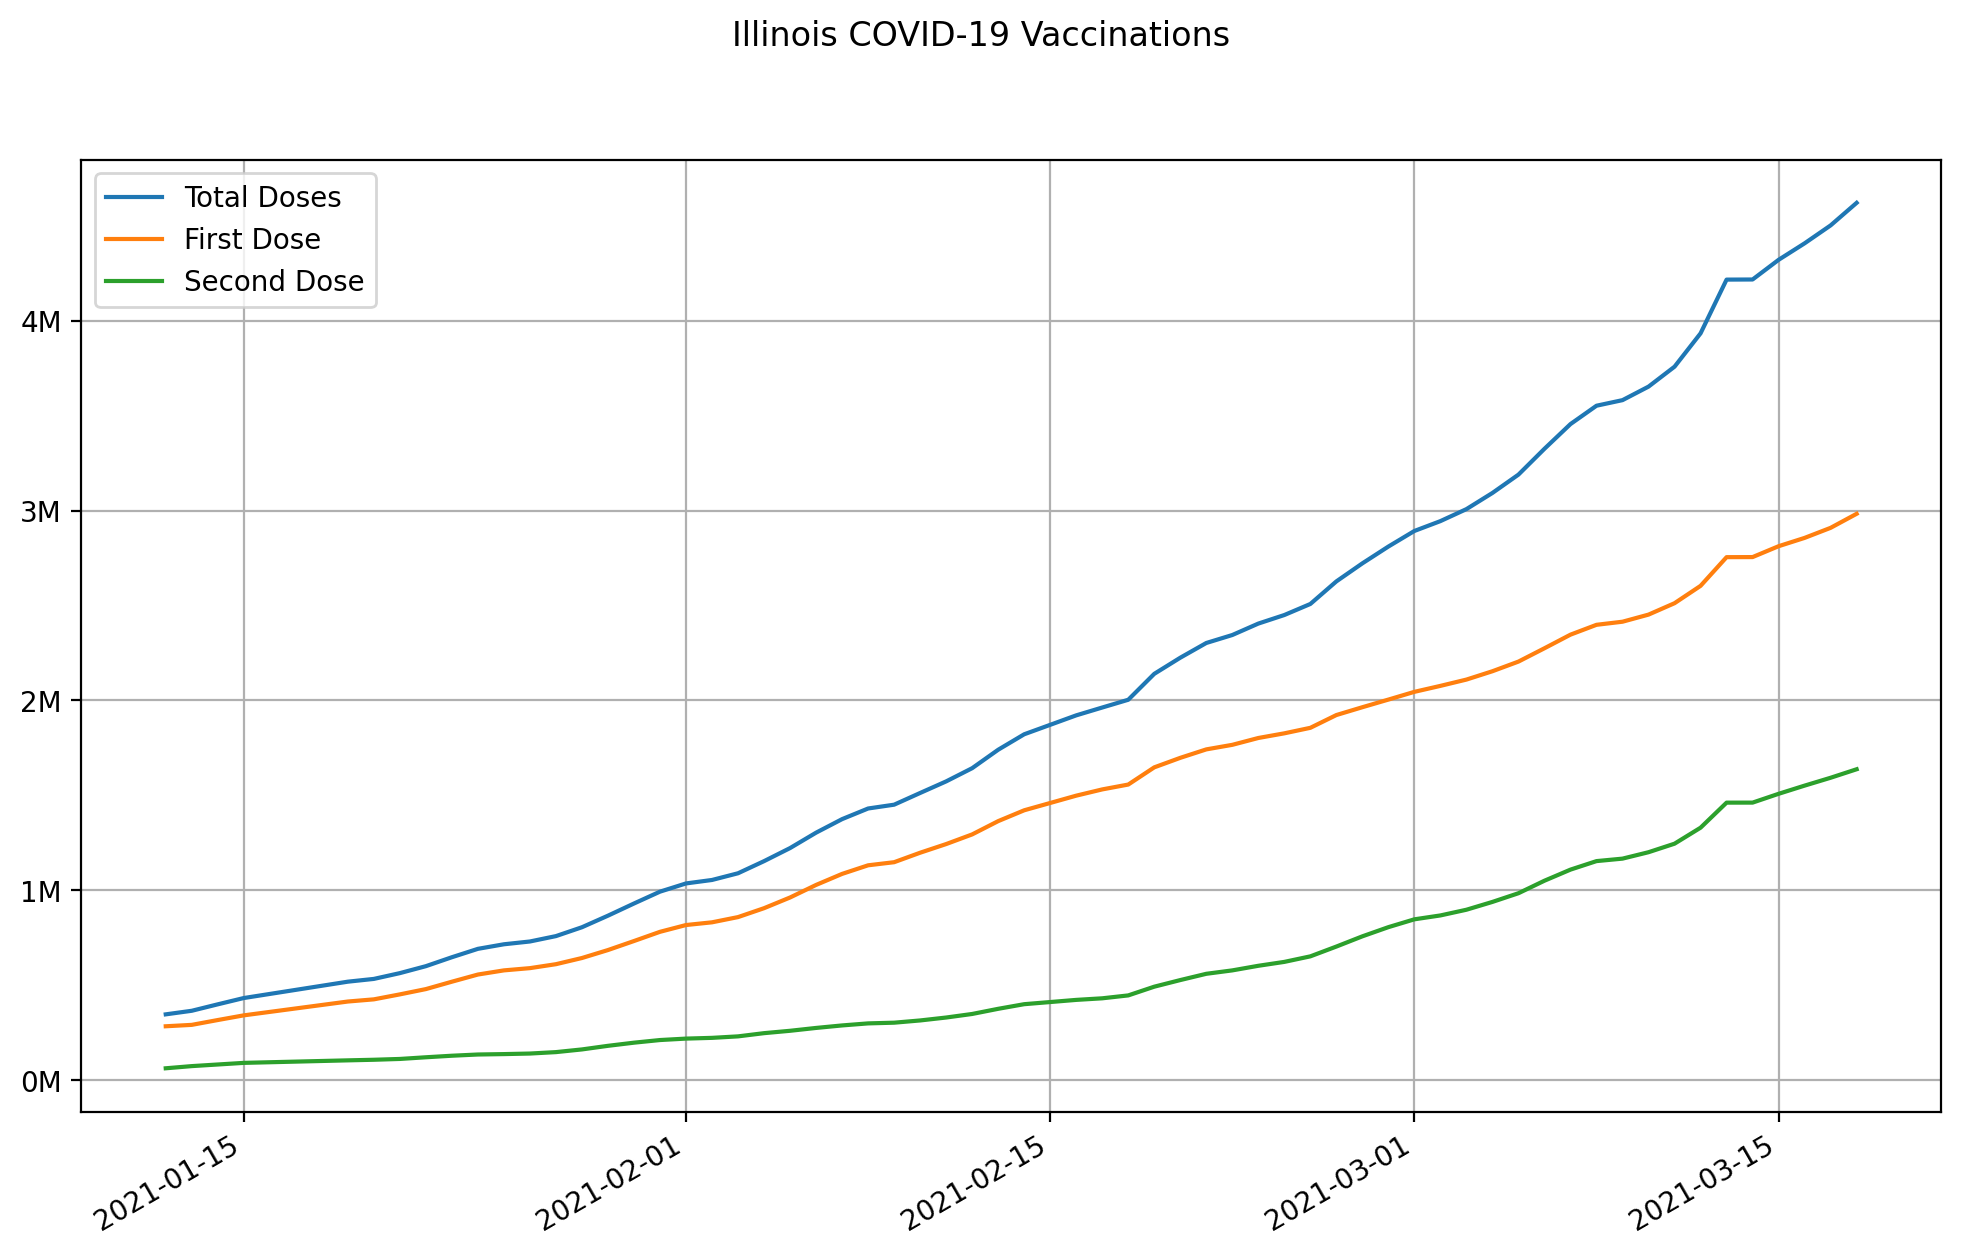 Illinois COVID-19 Vaccinations
Total Doses
First Dose
Second Dose
4M
3M
2M
1M
0M
2021-01-15
2021-02-01
2021-02-15
2021-03-01
2021-03-15